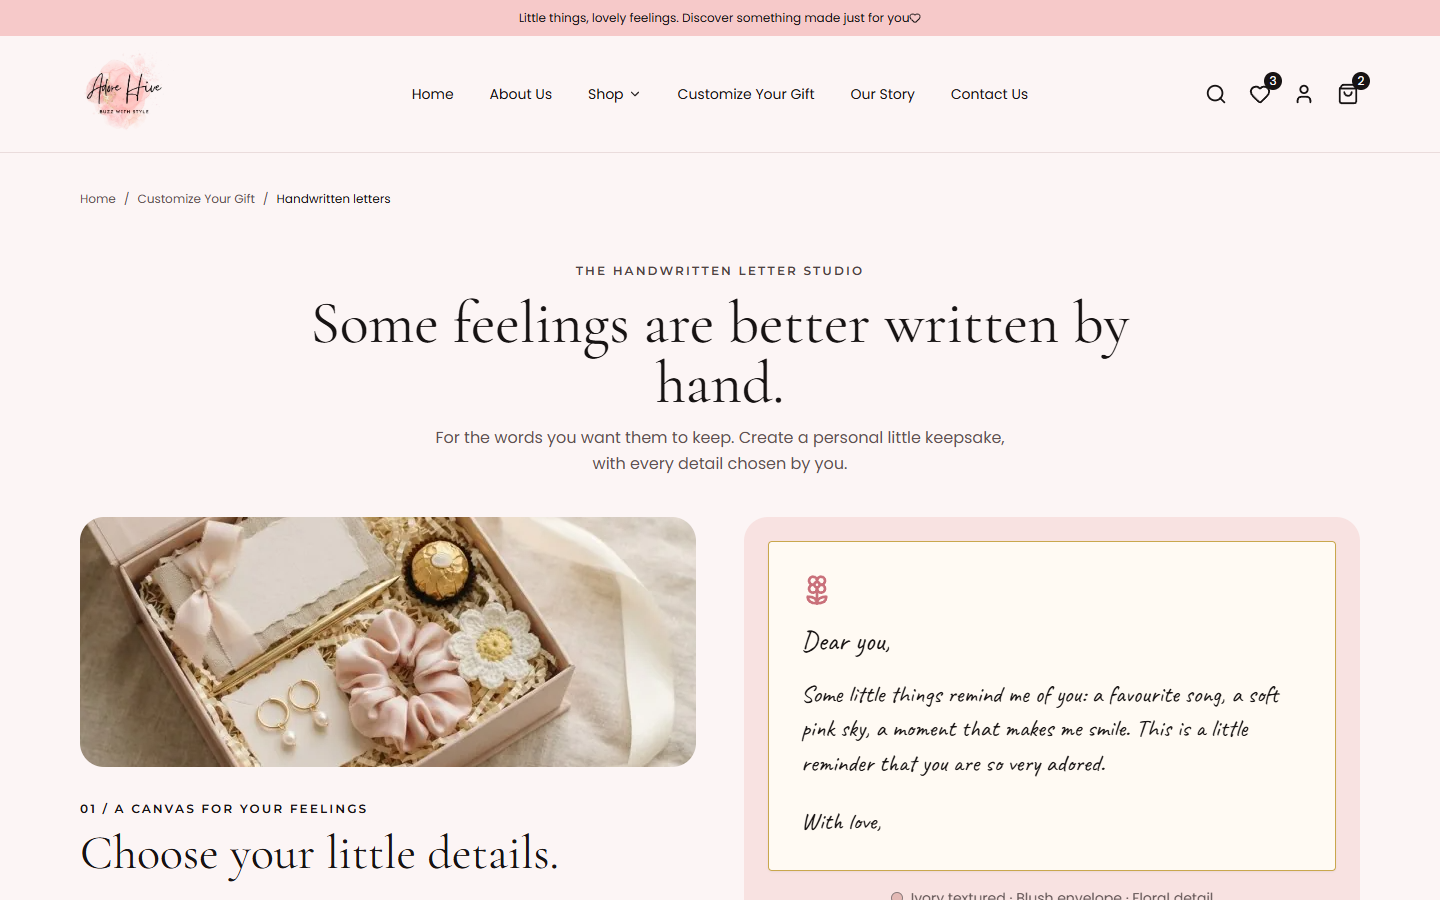 Little things, lovely feelings. Discover something made just for you♡
Adore Hive
BUZZ WITH STYLE
Home
About Us
Shop
Customize Your Gift
Our Story
Contact Us
3
2
Home / Customize Your Gift / Handwritten letters
THE HANDWRITTEN LETTER STUDIO
Some feelings are better written by
hand.
For the words you want them to keep. Create a personal little keepsake,
with every detail chosen by you.
01 / A CANVAS FOR YOUR FEELINGS
Choose your little details.
Dear you,
Some little things remind me of you: a favourite song, a soft
pink sky, a moment that makes me smile. This is a little
reminder that you are so very adored.
With love,
Ivory textured · Blush envelope · Floral detail